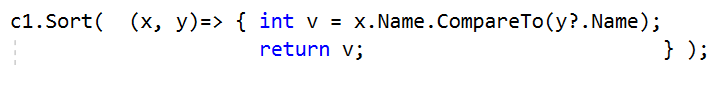 c1.Sort(  (x, y)=> { int v = x.Name.CompareTo(y?.Name);
return v; } );